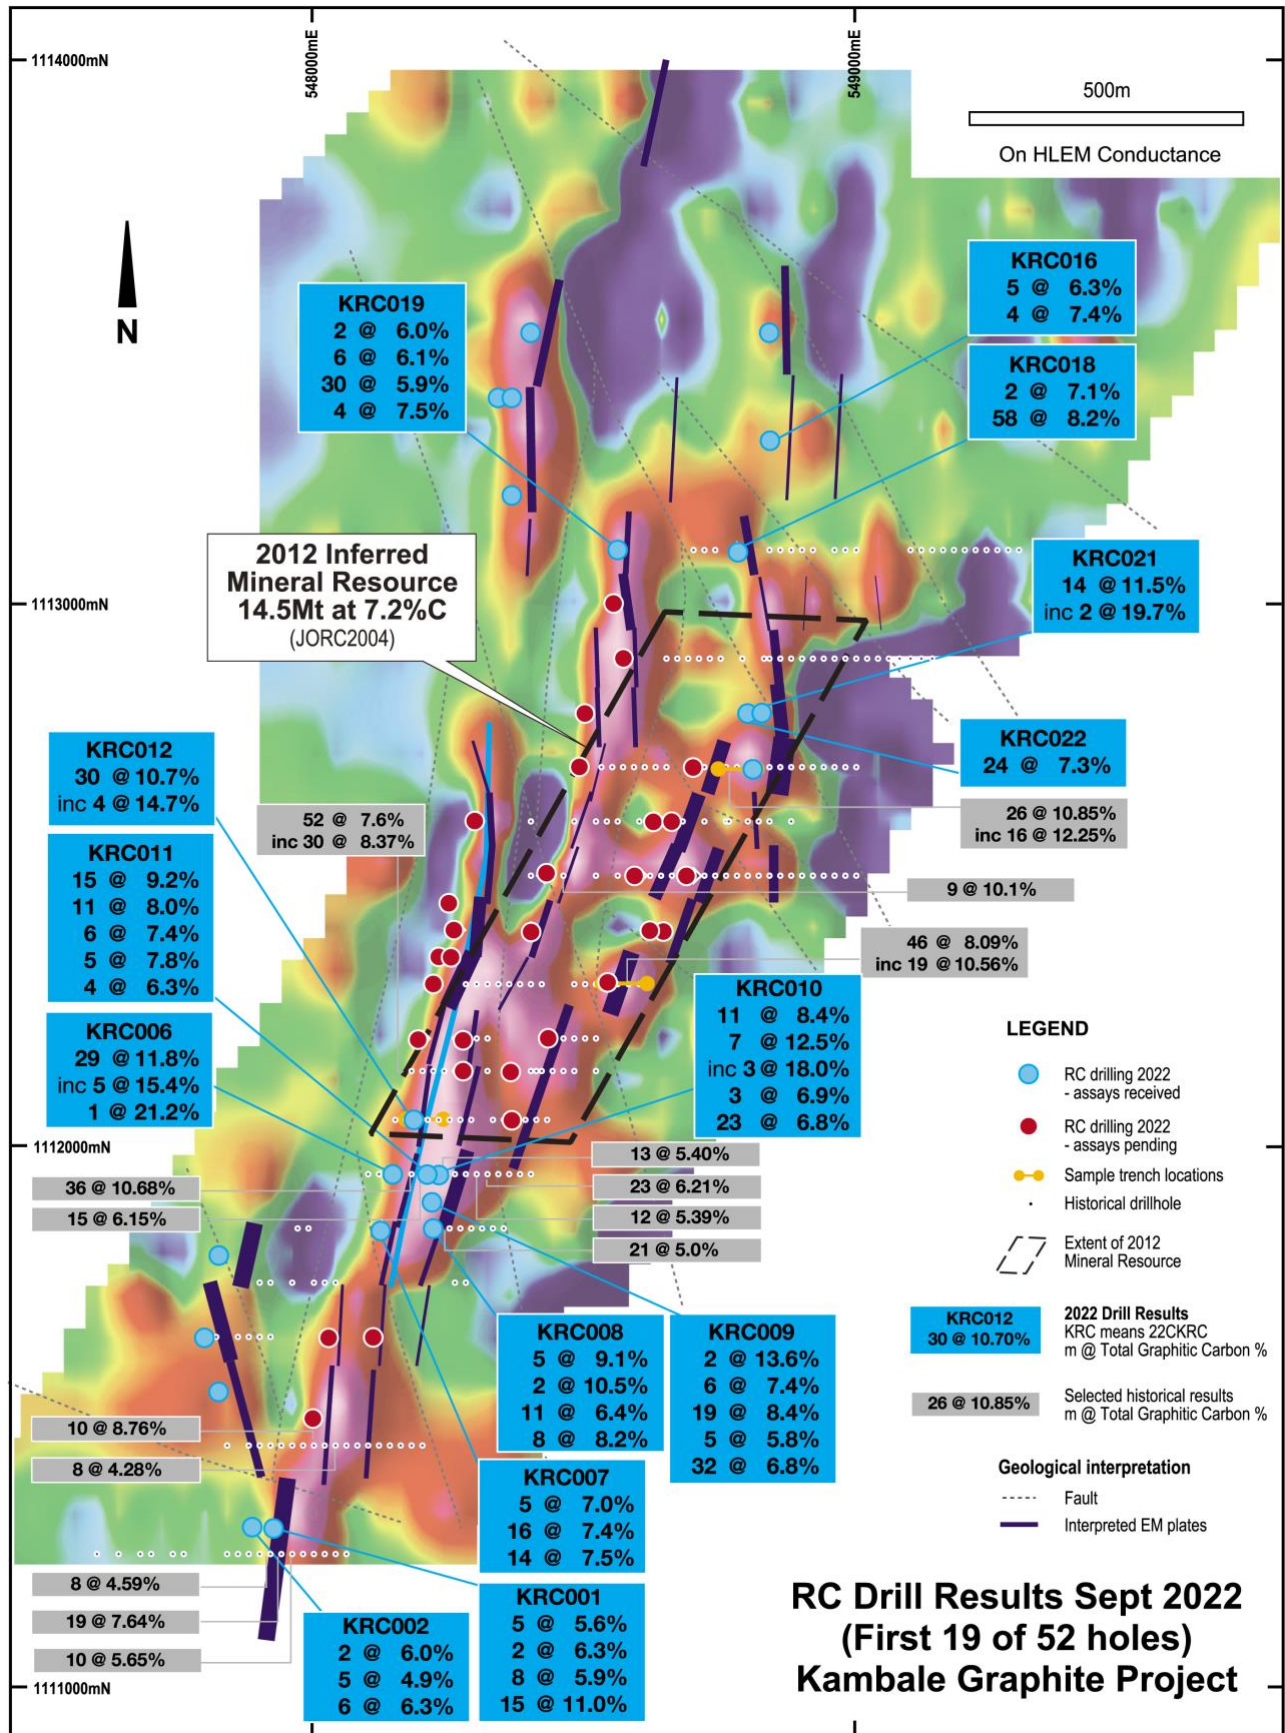 548000mE
549000mE
1114000mN
500m
On HLEM Conductance
N
KRC019
2 @ 6.0%
6 @ 6.1%
30 @ 5.9%
4 @ 7.5%
KRC016
5 @ 6.3%
4 @ 7.4%
KRC018
2 @ 7.1%
58 @ 8.2%
2012 Inferred
Mineral Resource
14.5Mt at 7.2%C
(JORC2004)
KRC021
14 @ 11.5%
inc 2 @ 19.7%
1113000mN
KRC022
24 @ 7.3%
KRC012
30 @ 10.7%
inc 4 @ 14.7%
52 @ 7.6%
inc 30 @ 8.37%
26 @ 10.85%
inc 16 @ 12.25%
KRC011
15 @ 9.2%
11 @ 8.0%
6 @ 7.4%
5 @ 7.8%
4 @ 6.3%
9 @ 10.1%
46 @ 8.09%
inc 19 @ 10.56%
KRC006
29 @ 11.8%
inc 5 @ 15.4%
1 @ 21.2%
KRC010
11 @ 8.4%
7 @ 12.5%
inc 3 @ 18.0%
3 @ 6.9%
23 @ 6.8%
1112000mN
13 @ 5.40%
23 @ 6.21%
12 @ 5.39%
21 @ 5.0%
36 @ 10.68%
15 @ 6.15%
LEGEND
RC drilling 2022
- assays received
RC drilling 2022
- assays pending
Sample trench locations
Historical drillhole
Extent of 2012
Mineral Resource
KRC012
30 @ 10.70%
2022 Drill Results
KRC means 22CKRC
m @ Total Graphitic Carbon %
26 @ 10.85%
Selected historical results
m @ Total Graphitic Carbon %
Geological interpretation
Fault
Interpreted EM plates
KRC008
5 @ 9.1%
2 @ 10.5%
11 @ 6.4%
8 @ 8.2%
KRC009
2 @ 13.6%
6 @ 7.4%
19 @ 8.4%
5 @ 5.8%
32 @ 6.8%
10 @ 8.76%
8 @ 4.28%
KRC007
5 @ 7.0%
16 @ 7.4%
14 @ 7.5%
8 @ 4.59%
19 @ 7.64%
10 @ 5.65%
KRC002
2 @ 6.0%
5 @ 4.9%
6 @ 6.3%
KRC001
5 @ 5.6%
2 @ 6.3%
8 @ 5.9%
15 @ 11.0%
1111000mN
RC Drill Results Sept 2022
(First 19 of 52 holes)
Kambale Graphite Project